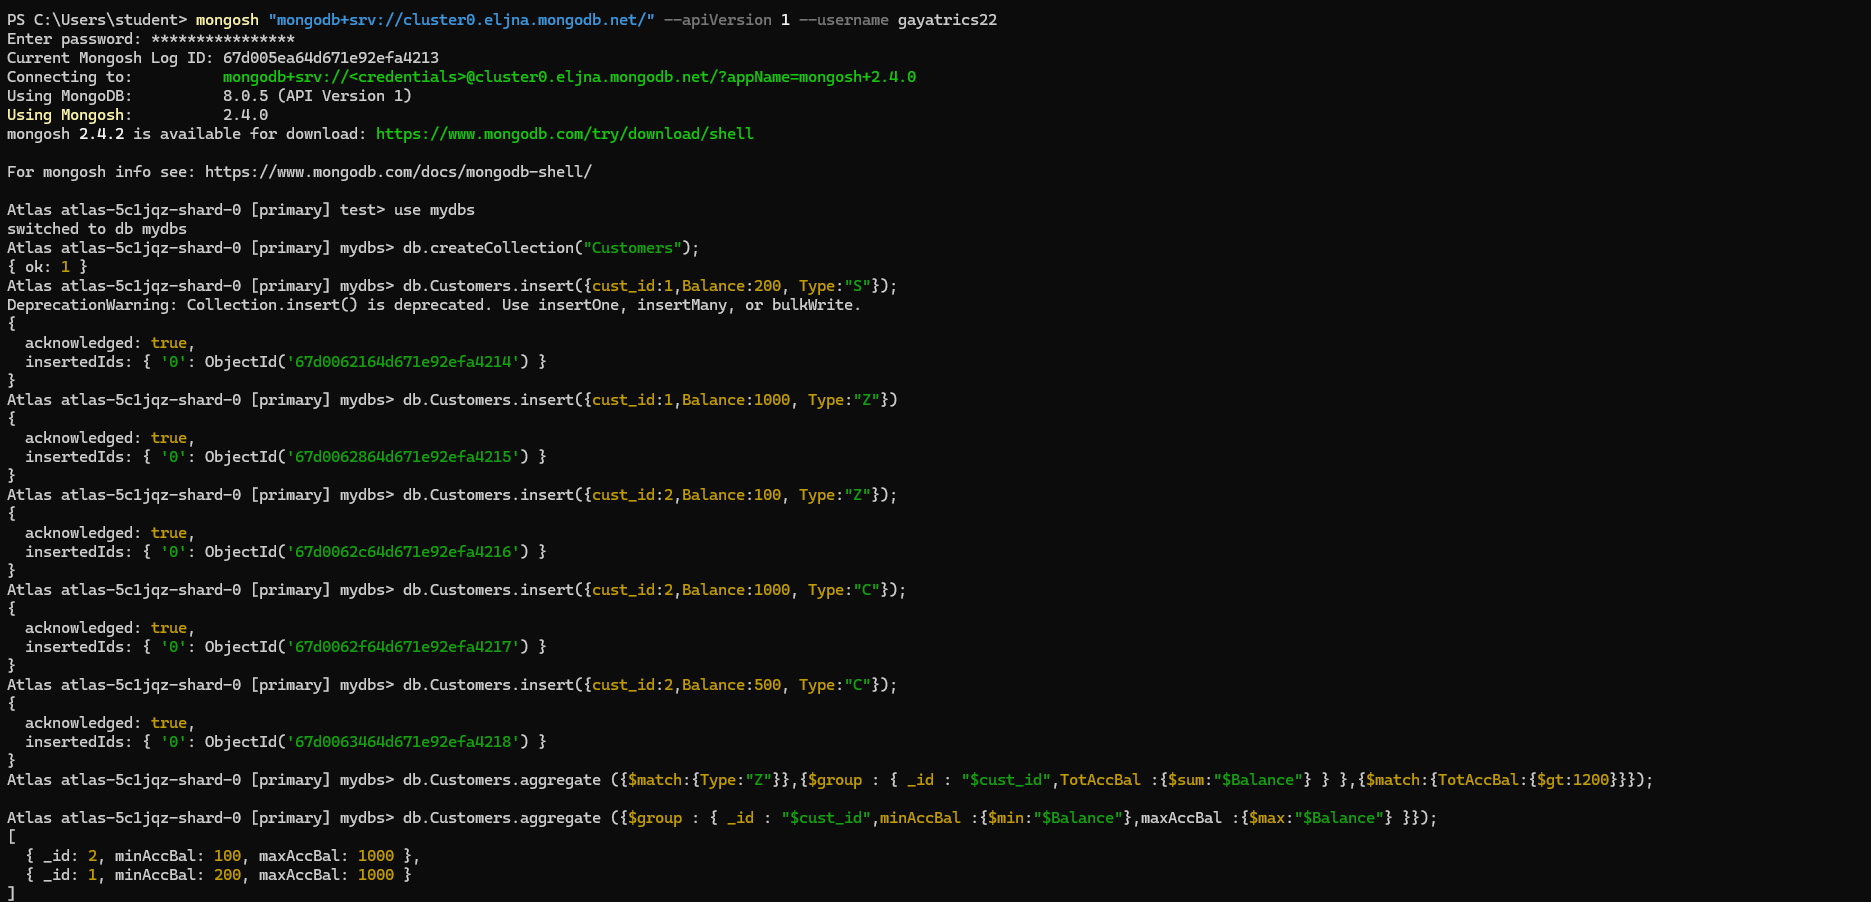 PS C:\Users\student> mongosh "mongodb+srv://cluster0.eljna.mongodb.net/" --apiVersion 1 --username gayatrics22
Enter password: ****************
Current Mongosh Log ID: 67d005ea64d671e92efa4213
Connecting to:          mongodb+srv://<credentials>@cluster0.eljna.mongodb.net/?appName=mongosh+2.4.0
Using MongoDB:          8.0.5 (API Version 1)
Using Mongosh:          2.4.0
mongosh 2.4.2 is available for download: https://www.mongodb.com/try/download/shell

For mongosh info see: https://www.mongodb.com/docs/mongodb-shell/

Atlas atlas-5c1jqz-shard-0 [primary] test> use mydbs
switched to db mydbs
Atlas atlas-5c1jqz-shard-0 [primary] mydbs> db.createCollection("Customers");
{ ok: 1 }
Atlas atlas-5c1jqz-shard-0 [primary] mydbs> db.Customers.insert({cust_id:1,Balance:200, Type:"S"});
DeprecationWarning: Collection.insert() is deprecated. Use insertOne, insertMany, or bulkWrite.
{
  acknowledged: true,
  insertedIds: { '0': ObjectId('67d0062164d671e92efa4214') }
}
Atlas atlas-5c1jqz-shard-0 [primary] mydbs> db.Customers.insert({cust_id:1,Balance:1000, Type:"Z"})
{
  acknowledged: true,
  insertedIds: { '0': ObjectId('67d0062864d671e92efa4215') }
}
Atlas atlas-5c1jqz-shard-0 [primary] mydbs> db.Customers.insert({cust_id:2,Balance:100, Type:"Z"});
{
  acknowledged: true,
  insertedIds: { '0': ObjectId('67d0062c64d671e92efa4216') }
}
Atlas atlas-5c1jqz-shard-0 [primary] mydbs> db.Customers.insert({cust_id:2,Balance:1000, Type:"C"});
{
  acknowledged: true,
  insertedIds: { '0': ObjectId('67d0062f64d671e92efa4217') }
}
Atlas atlas-5c1jqz-shard-0 [primary] mydbs> db.Customers.insert({cust_id:2,Balance:500, Type:"C"});
{
  acknowledged: true,
  insertedIds: { '0': ObjectId('67d0063464d671e92efa4218') }
}
Atlas atlas-5c1jqz-shard-0 [primary] mydbs> db.Customers.aggregate ({$match:{Type:"Z"}},{$group : { _id : "$cust_id",TotAccBal :{$sum:"$Balance"} } },{$match:{TotAccBal:{$gt:1200}}});

Atlas atlas-5c1jqz-shard-0 [primary] mydbs> db.Customers.aggregate ({$group : { _id : "$cust_id",minAccBal :{$min:"$Balance"},maxAccBal :{$max:"$Balance"} }});
[
  { _id: 2, minAccBal: 100, maxAccBal: 1000 },
  { _id: 1, minAccBal: 200, maxAccBal: 1000 }
]